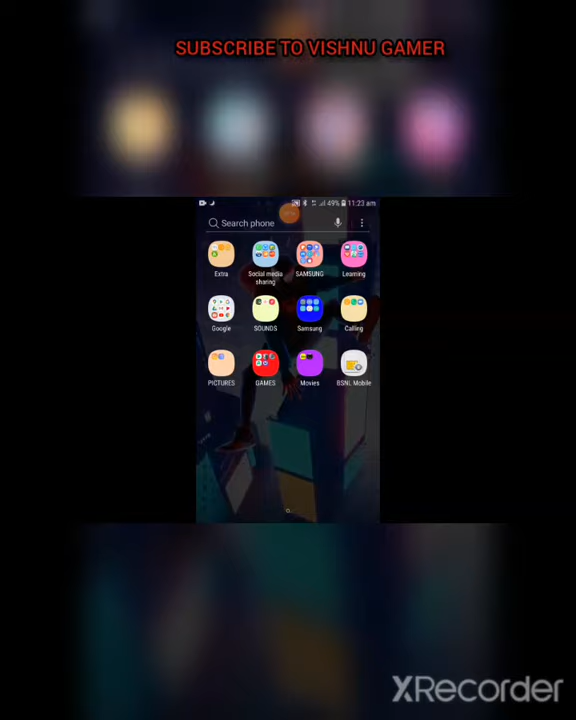 SUBSCRIBE TO VISHNU GAMER
49% 11:23 am
Search phone
Extra
Social media
sharing
SAMSUNG
Learning
Google
SOUNDS
Samsung
Calling
PICTURES
GAMES
Movies
BSNL Mobile
XRecorder